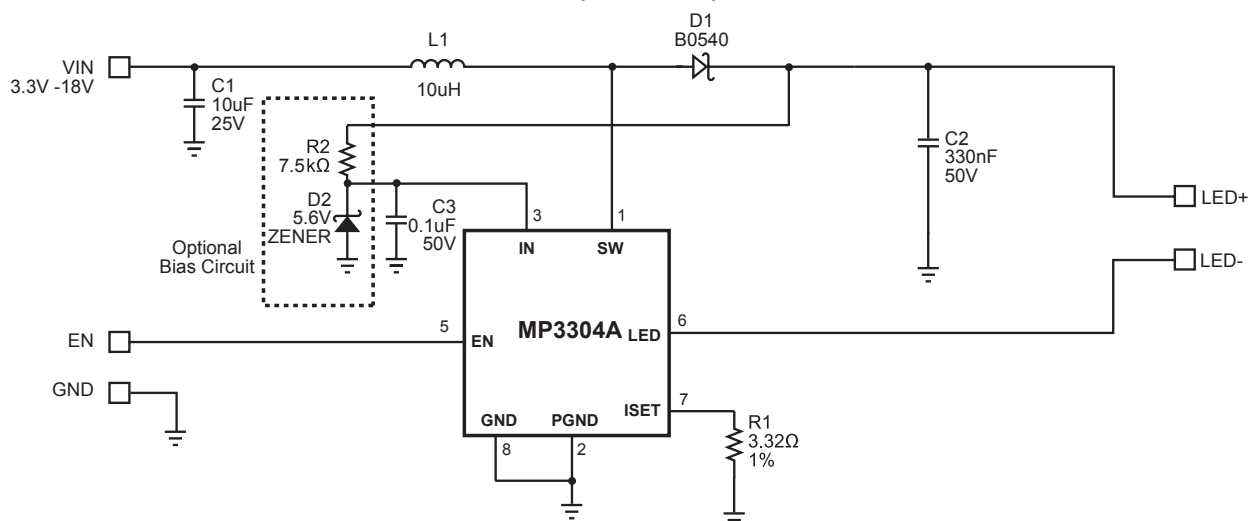 D1
B0540
L1
10uH
VIN
3.3V -18V
C1
10uF
25V
R2
7.5kΩ
D2
5.6V
ZENER
C3
0.1uF
50V
Optional
Bias Circuit
C2
330nF
50V
LED+
LED-
3
1
IN
SW
MP3304A
5
EN
EN
LED
6
GND
ISET
7
GND
PGND
8
2
R1
3.32Ω
1%